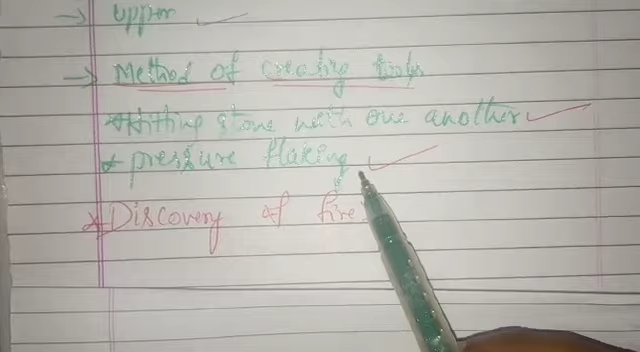 → Upper ✓
→ Method of creating tools
* Hitting stone with one another ✓
* pressure flaking ✓
* Discovery of fire